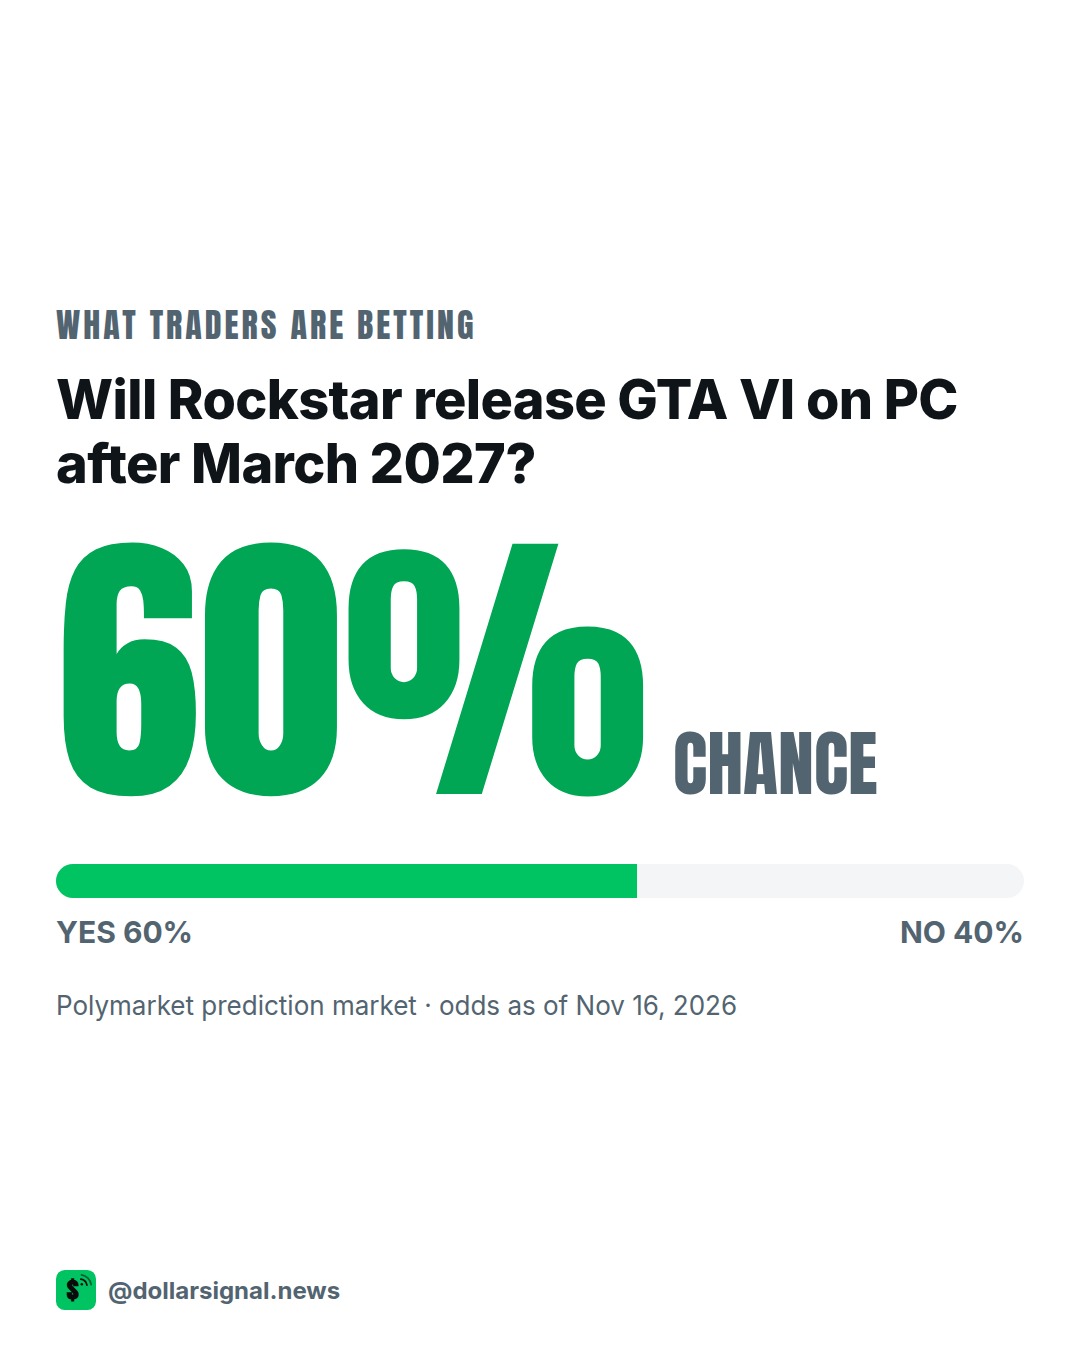 WHAT TRADERS ARE BETTING
Will Rockstar release GTA VI on PC
after March 2027?
60% CHANCE
YES 60% NO 40%
Polymarket prediction market · odds as of Nov 16, 2026
$ @dollarsignal.news